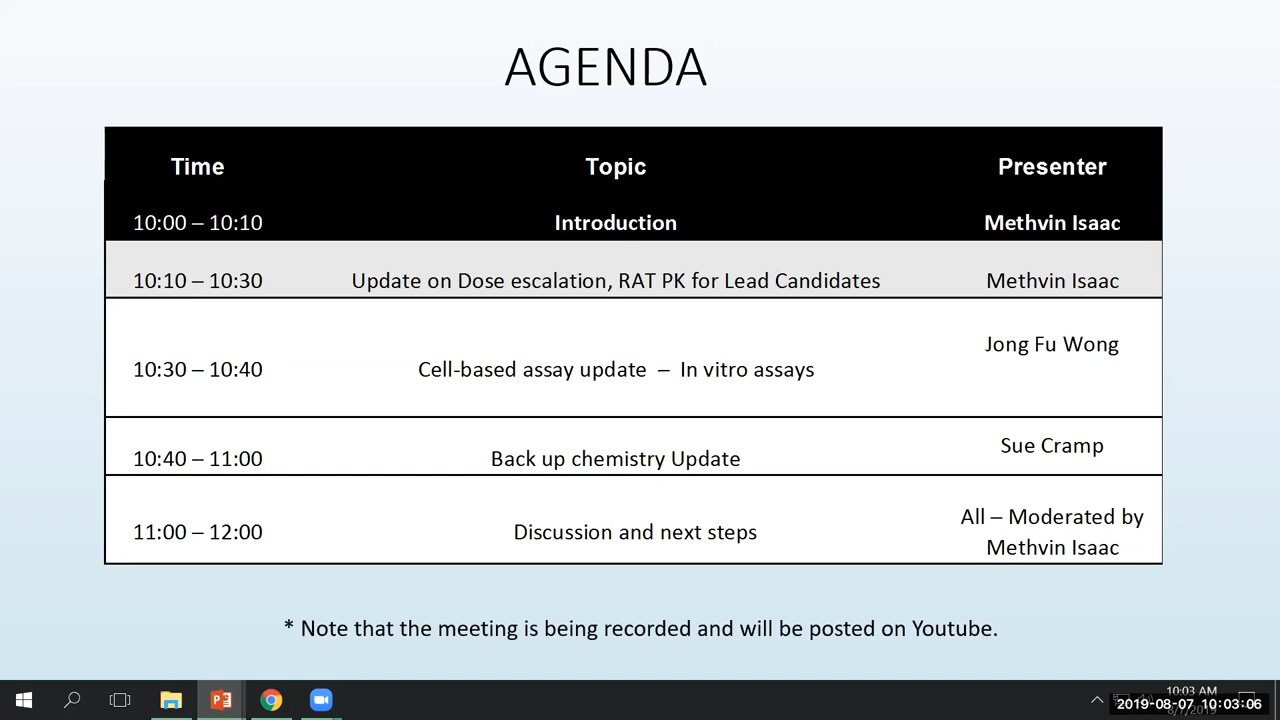 AGENDA
Time Topic Presenter
10:00 – 10:10 Introduction Methvin Isaac
10:10 – 10:30 Update on Dose escalation, RAT PK for Lead Candidates Methvin Isaac
Jong Fu Wong
10:30 – 10:40 Cell-based assay update – In vitro assays
Sue Cramp
10:40 – 11:00 Back up chemistry Update
All – Moderated by
11:00 – 12:00 Discussion and next steps
Methvin Isaac
* Note that the meeting is being recorded and will be posted on Youtube.
10:03 AM
2019-08-07 10:03:06